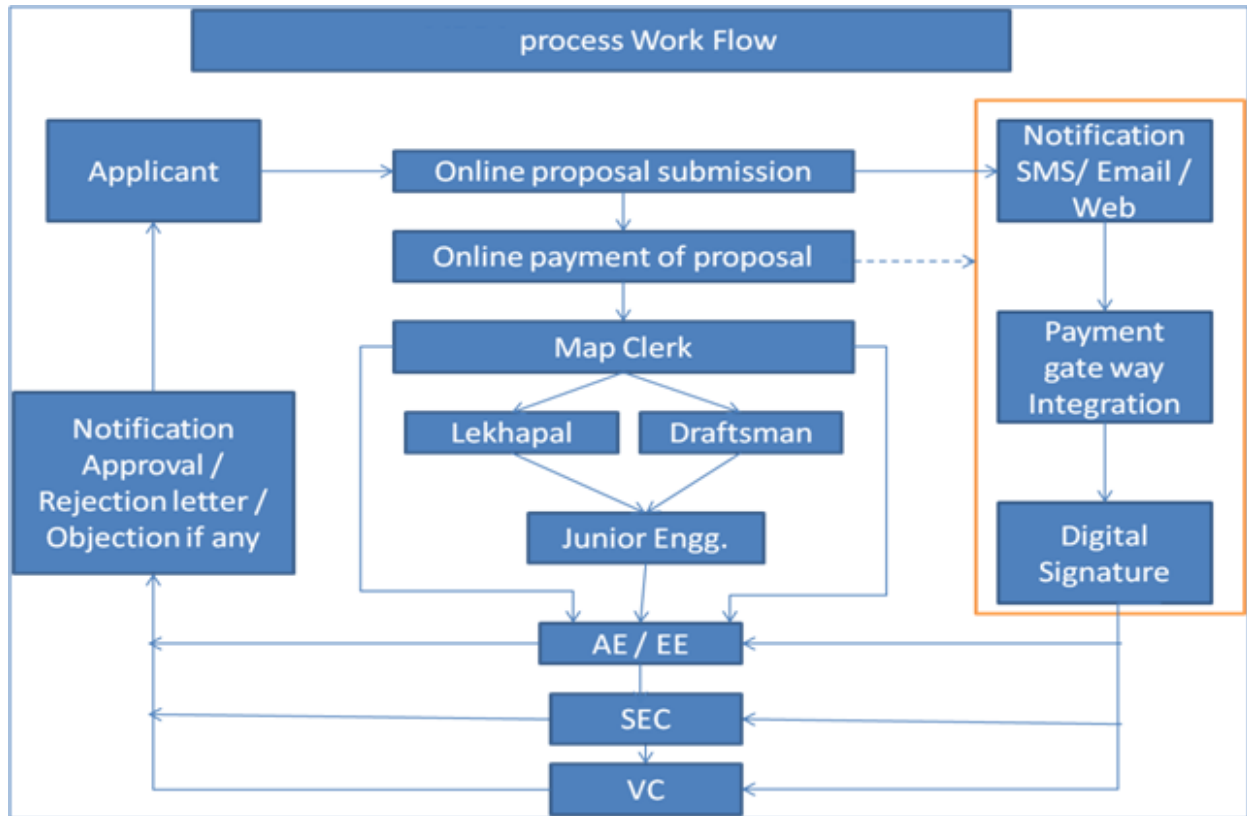 process Work Flow
Applicant
Online proposal submission
Notification
SMS/ Email /
Web
Online payment of proposal
Map Clerk
Payment
gate way
Integration
Lekhapal
Draftsman
Notification
Approval /
Rejection letter /
Objection if any
Junior Engg.
Digital
Signature
AE / EE
SEC
VC